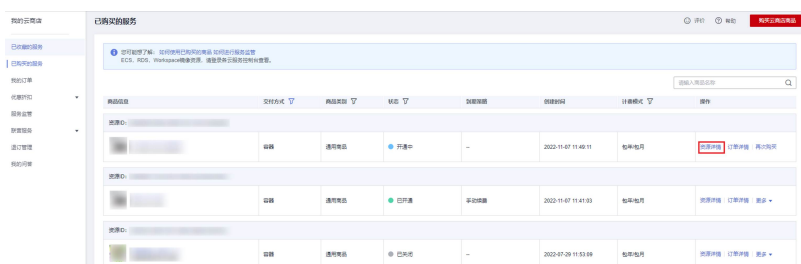 我的云商店
已购买的服务
评价
帮助
购买云商店商品
已收藏的服务
已购买的服务
我的订单
优惠折扣
服务监管
联营服务
退订管理
我的问答
您可能想了解：如何使用已购买的商品 如何进行服务监管
ECS、RDS、Workspace镜像资源，请登录各云服务控制台查看。
请输入商品名称
商品信息 交付方式 商品类别 状态 到期策略 创建时间 计费模式 操作
资源ID:
容器 通用商品 开通中 -- 2022-11-07 11:49:11 包年/包月 资源详情 | 订单详情 | 再次购买
资源ID:
容器 通用商品 已开通 手动续费 2022-11-07 11:41:03 包年/包月 资源详情 | 订单详情 | 更多
资源ID:
容器 通用商品 已关闭 -- 2022-07-28 11:53:09 包年/包月 资源详情 | 订单详情 | 更多